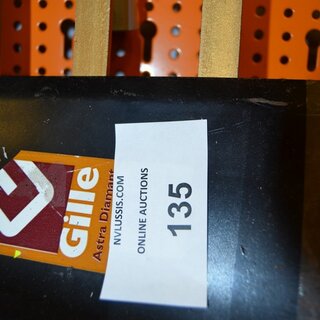 Gille
Astra Diamant
NVLUSSIS.COM
ONLINE AUCTIONS
135